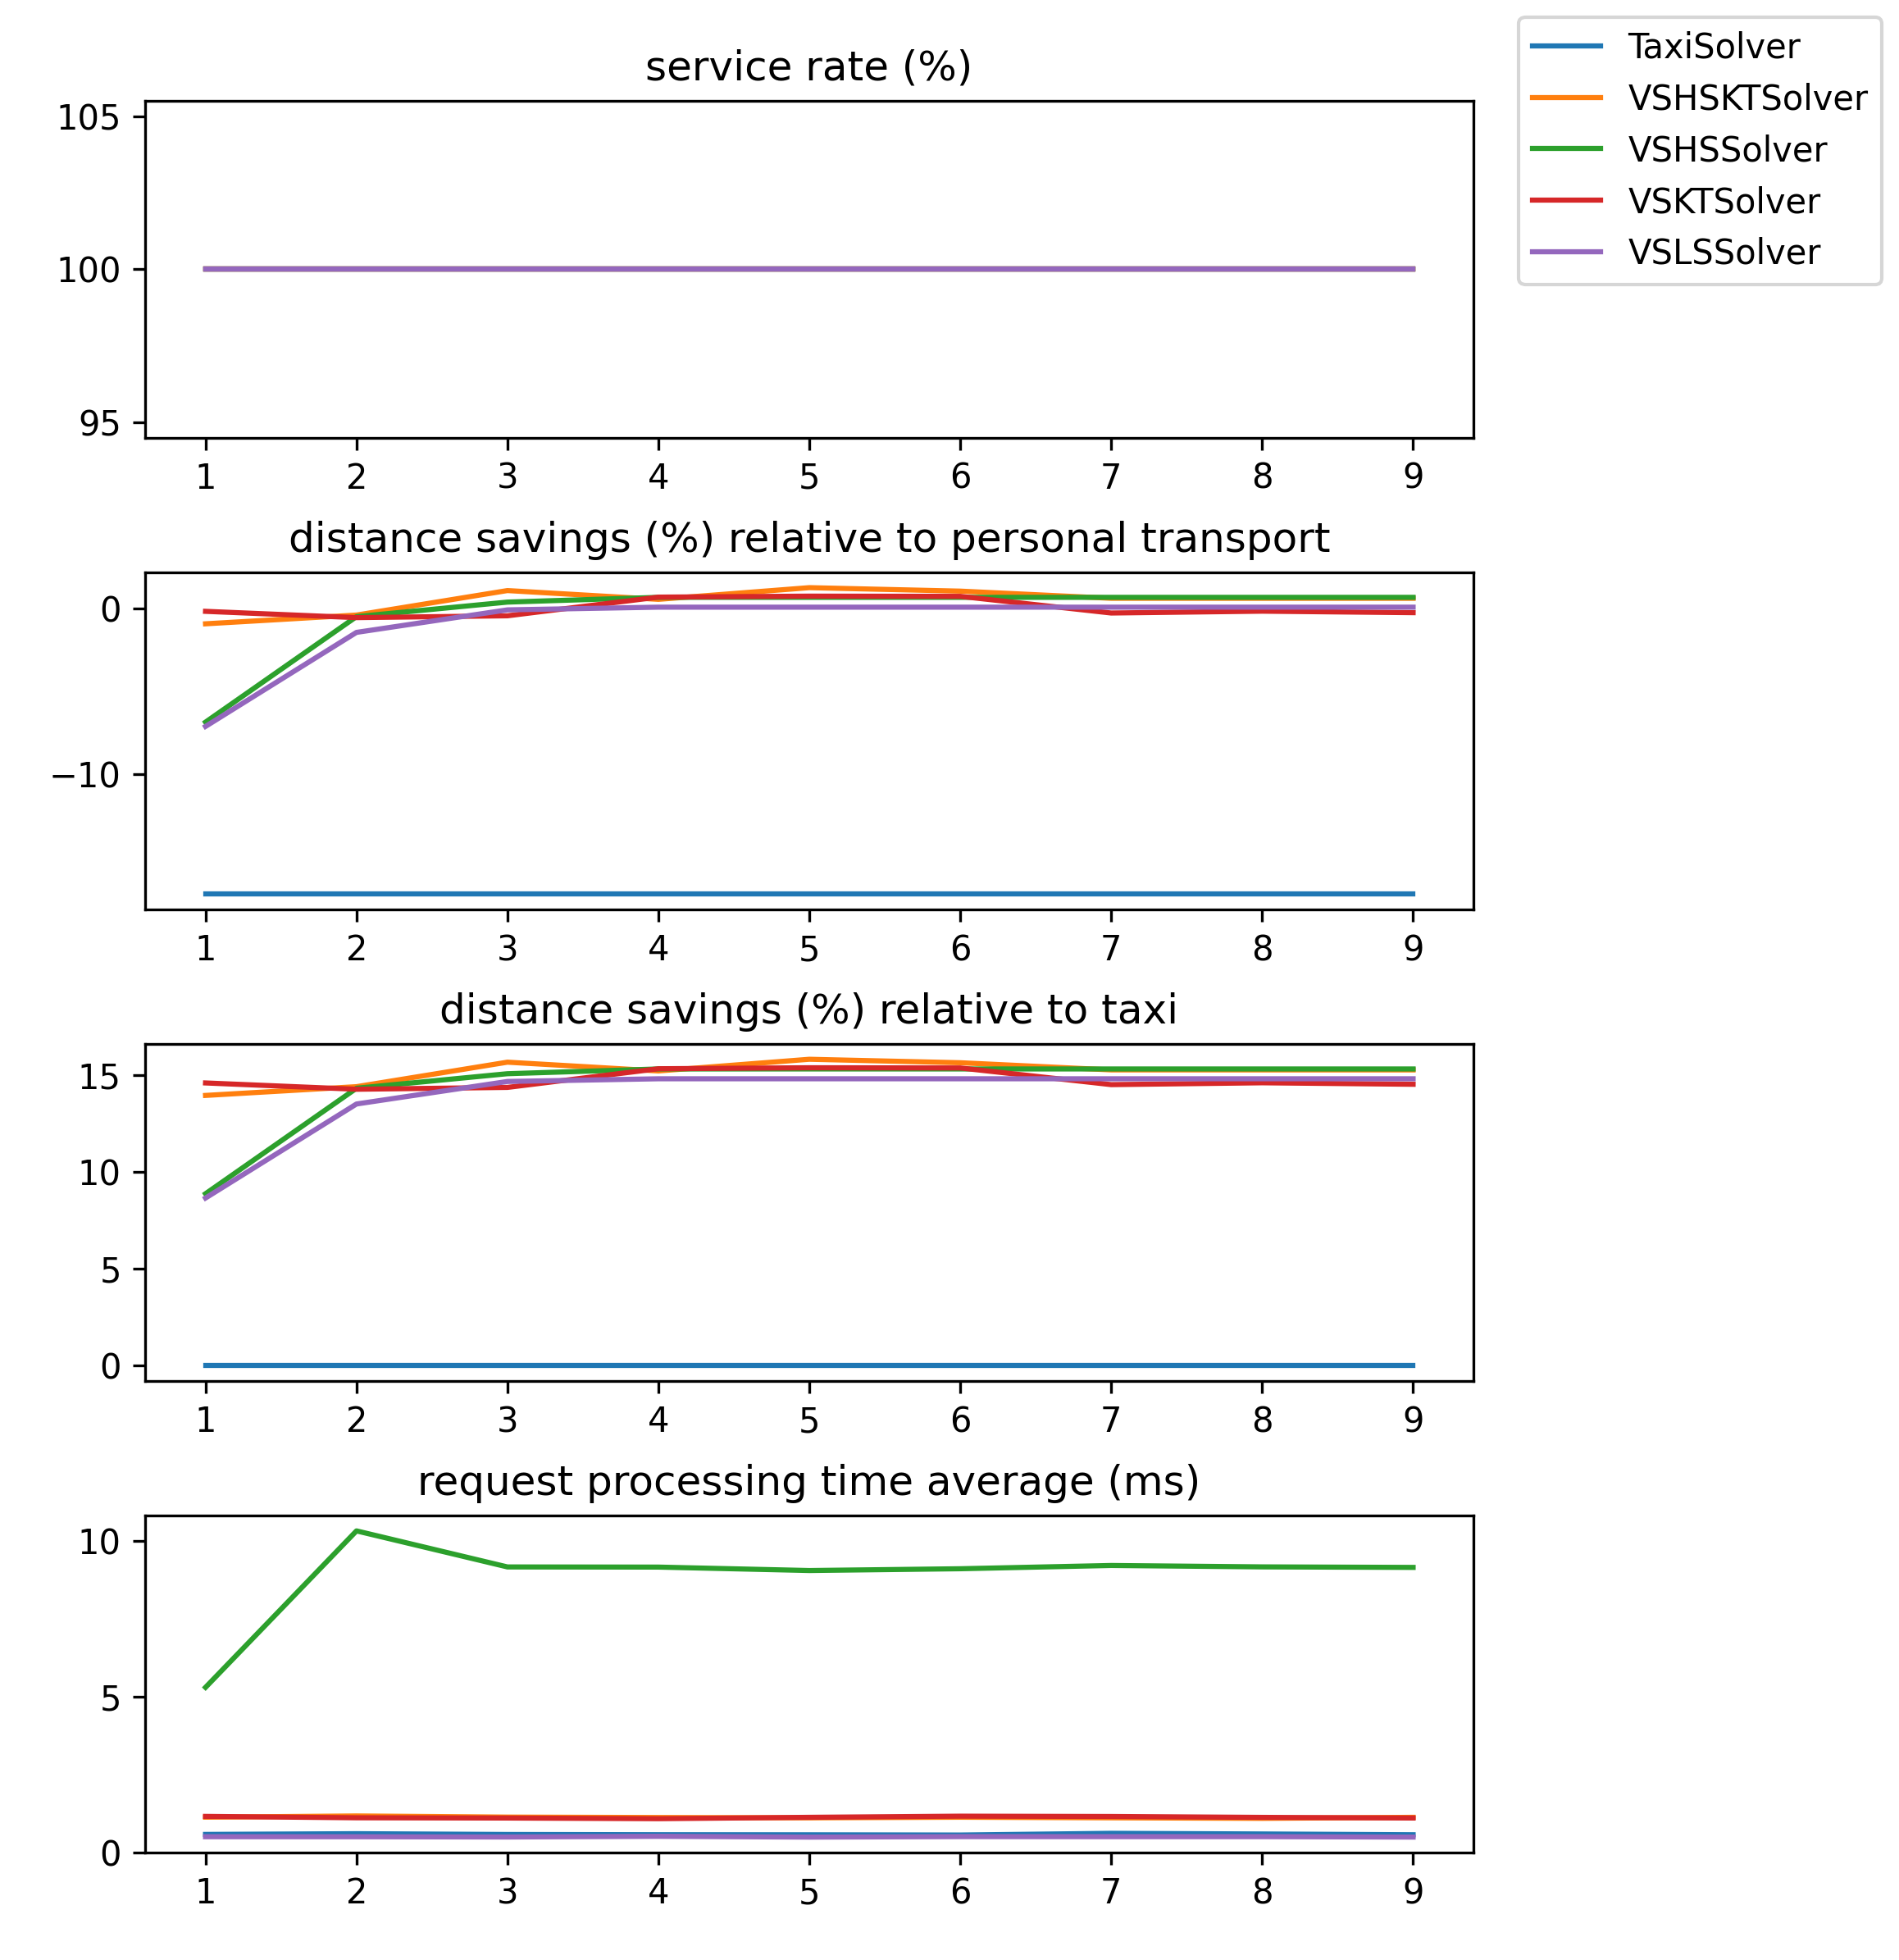 TaxiSolver
VSHSKTSolver
VSHSSolver
VSKTSolver
VSLSSolver
service rate (%)
105
100
95
1 2 3 4 5 6 7 8 9
distance savings (%) relative to personal transport
0
−10
1 2 3 4 5 6 7 8 9
distance savings (%) relative to taxi
15
10
5
0
1 2 3 4 5 6 7 8 9
request processing time average (ms)
10
5
0
1 2 3 4 5 6 7 8 9